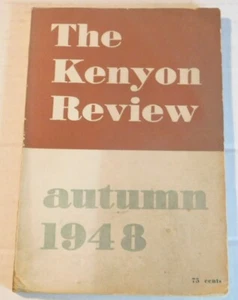 The
Kenyon
Review
autumn
1948
75 cents